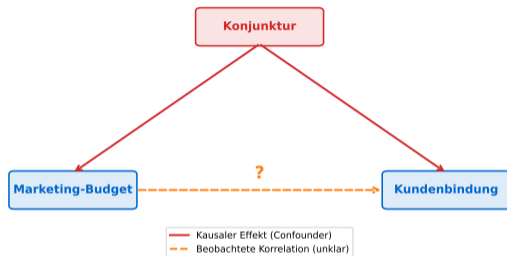 Konjunktur
?
Marketing-Budget
Kundenbindung
Kausaler Effekt (Confounder)
Beobachtete Korrelation (unklar)